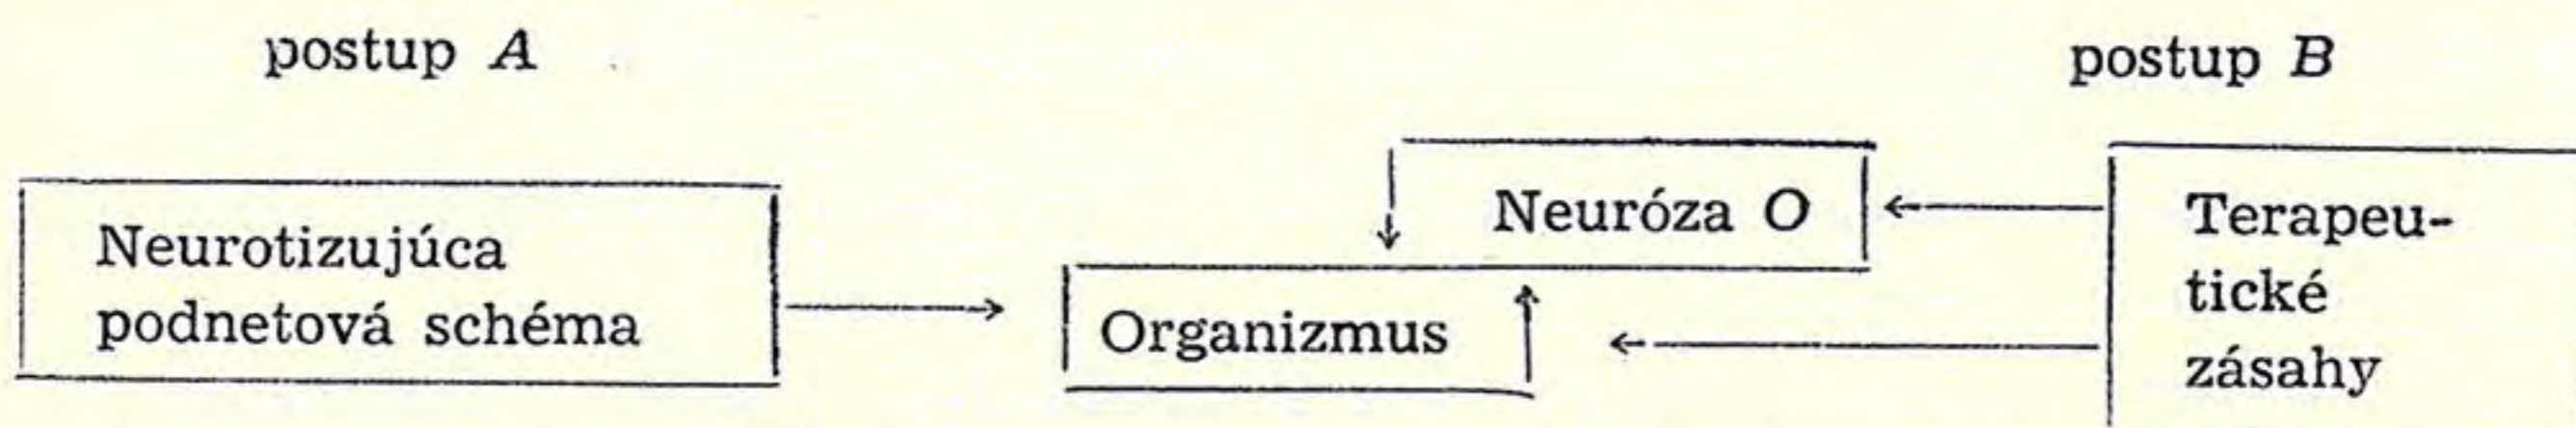 postup A
postup B
Neurotizujúca
podnetová schéma
Neuróza O
Organizmus
Terapeu-
tické
zásahy